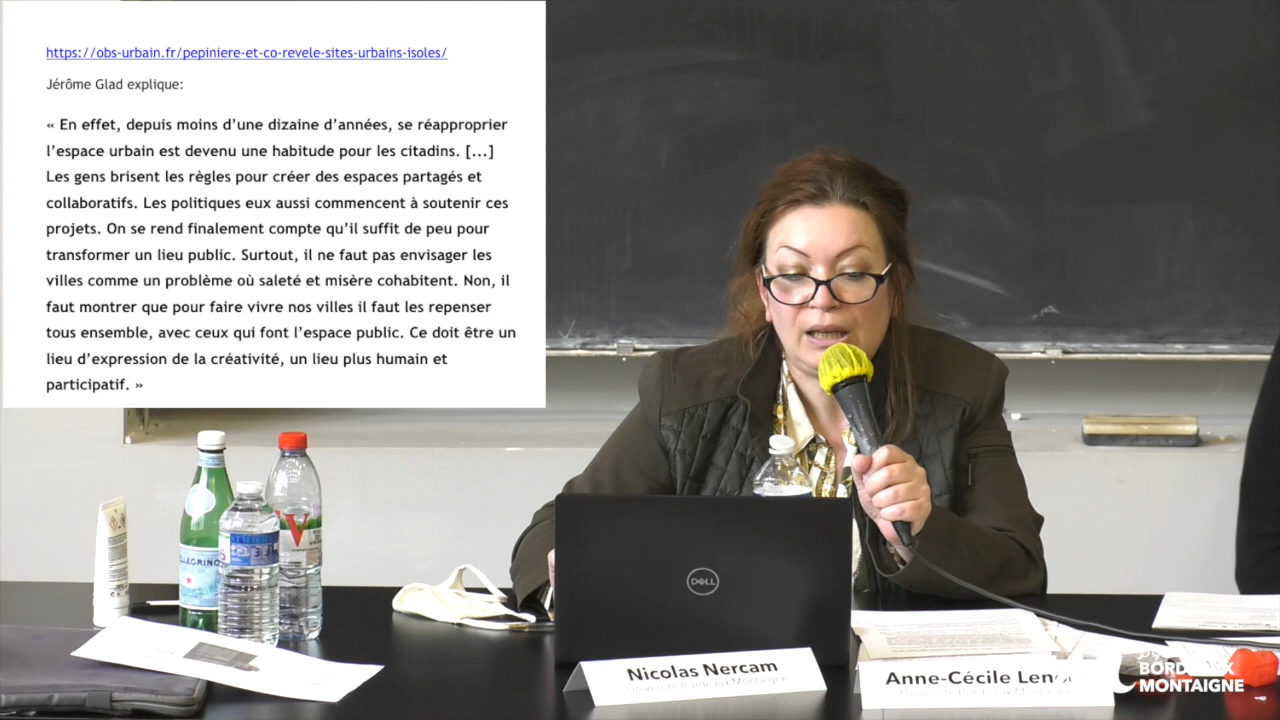 https://obs-urbain.fr/pepiniere-et-co-revele-sites-urbains-isoles/
Jérôme Glad explique:
« En effet, depuis moins d'une dizaine d'années, se réapproprier
l'espace urbain est devenu une habitude pour les citadins. [...]
Les gens brisent les règles pour créer des espaces partagés et
collaboratifs. Les politiques eux aussi commencent à soutenir ces
projets. On se rend finalement compte qu'il suffit de peu pour
transformer un lieu public. Surtout, il ne faut pas envisager les
villes comme un problème où saleté et misère cohabitent. Non, il
faut montrer que pour faire vivre nos villes il faut les repenser
tous ensemble, avec ceux qui font l'espace public. Ce doit être un
lieu d'expression de la créativité, un lieu plus humain et
participatif. »
DELL
Nicolas Nercam
Université Bordeaux Montaigne
Anne-Cécile
BORDEAUX
MONTAIGNE